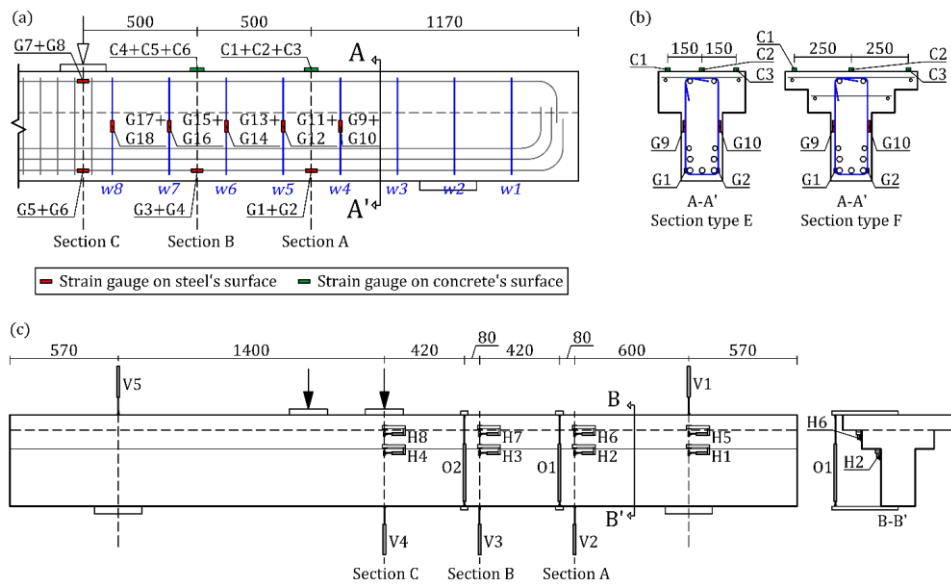 (a)
500
500
1170
G7+G8
C4+C5+C6
C1+C2+C3
A
G17+
G15+
G13+
G11+
G9+
G18
G16
G14
G12
G10
w8
w7
w6
w5
w4
w3
w2
w1
G5+G6
G3+G4
G1+G2
A'
Section C
Section B
Section A
(b)
C1
150
150
C2
C3
G9
G10
G1
G2
A-A'
Section type E
C1
250
250
C2
C3
G9
G10
G1
G2
A-A'
Section type F
Strain gauge on steel's surface
Strain gauge on concrete's surface
(c)
570
1400
420
80
420
80
600
570
V5
V1
B
H8
H7
H6
H5
H4
H3
H2
H1
O2
O1
B'
V4
V3
V2
Section C
Section B
Section A
H6
O1
H2
B-B'